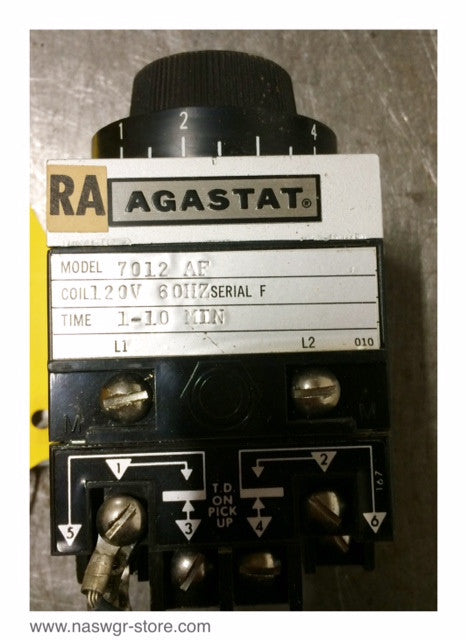 1 2 4
RA AGASTAT®
MODEL 7012 AF
COIL 120V 60HZ SERIAL F
TIME 1-10 MIN
L1 L2 010
M M
1 2
T.D. ON PICK UP
5 3 4 6
167
www.naswgr-store.com